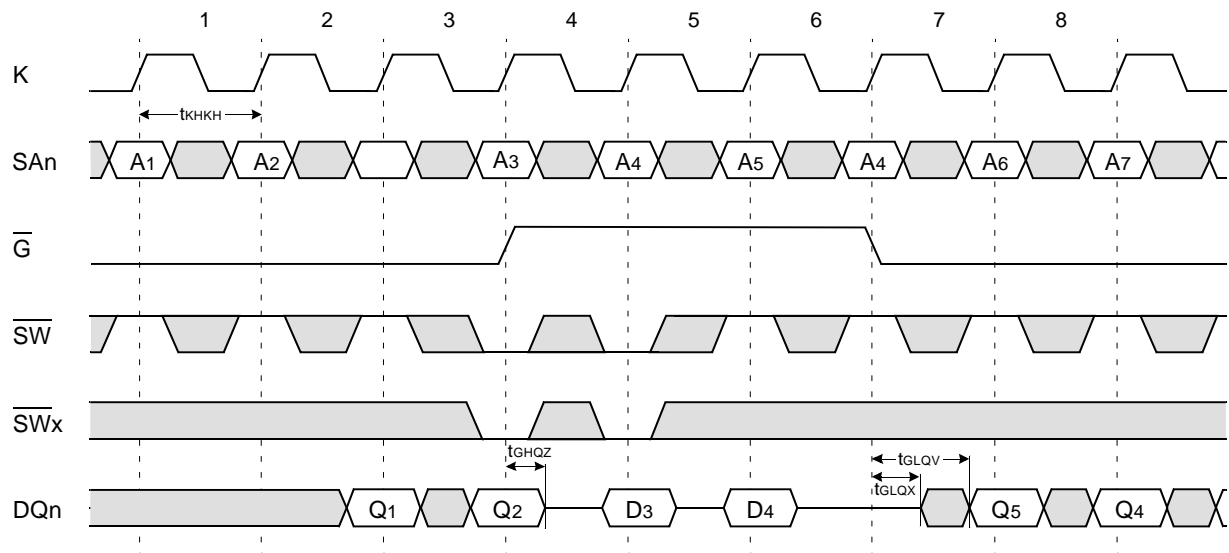 1 2 3 4 5 6 7 8
K
tKHKH
SAn A1 A2 A3 A4 A5 A4 A6 A7
G
SW
SWx
tGHQZ tGLQV
tGLQX
DQn Q1 Q2 D3 D4 Q5 Q4